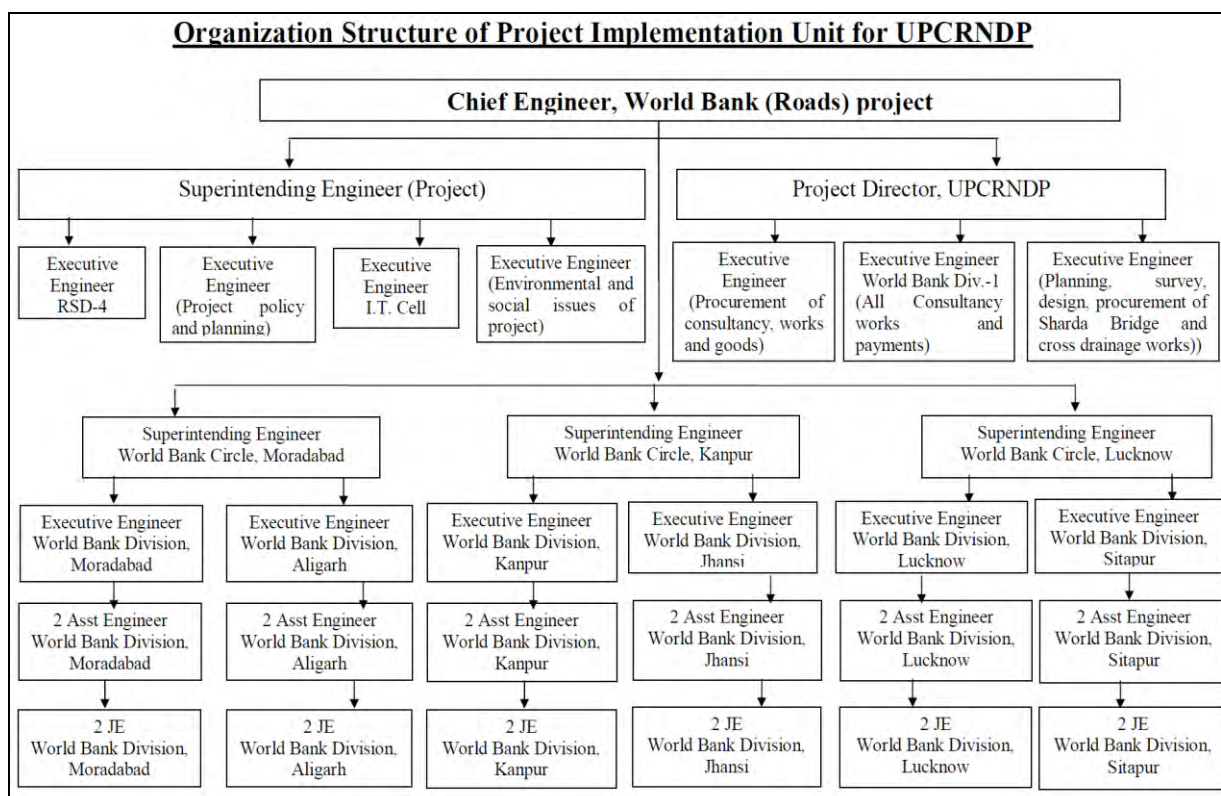 Organization Structure of Project Implementation Unit for UPCRNDP
Chief Engineer, World Bank (Roads) project
Superintending Engineer (Project)
Project Director, UPCRNDP
Executive
Engineer
RSD-4
Executive
Engineer
(Project policy
and planning)
Executive
Engineer
I.T. Cell
Executive Engineer
(Environmental and
social issues of
project)
Executive
Engineer
(Procurement of
consultancy, works
and goods)
Executive Engineer
World Bank Div.-1
(All Consultancy
works and
payments)
Executive Engineer
(Planning, survey,
design, procurement of
Sharda Bridge and
cross drainage works))
Superintending Engineer
World Bank Circle, Moradabad
Superintending Engineer
World Bank Circle, Kanpur
Superintending Engineer
World Bank Circle, Lucknow
Executive Engineer
World Bank Division,
Moradabad
Executive Engineer
World Bank Division,
Aligarh
Executive Engineer
World Bank Division,
Kanpur
Executive Engineer
World Bank Division,
Jhansi
Executive Engineer
World Bank Division,
Lucknow
Executive Engineer
World Bank Division,
Sitapur
2 Asst Engineer
World Bank Division,
Moradabad
2 Asst Engineer
World Bank Division,
Aligarh
2 Asst Engineer
World Bank Division,
Kanpur
2 Asst Engineer
World Bank Division,
Jhansi
2 Asst Engineer
World Bank Division,
Lucknow
2 Asst Engineer
World Bank Division,
Sitapur
2 JE
World Bank Division,
Moradabad
2 JE
World Bank Division,
Aligarh
2 JE
World Bank Division,
Kanpur
2 JE
World Bank Division,
Jhansi
2 JE
World Bank Division,
Lucknow
2 JE
World Bank Division,
Sitapur